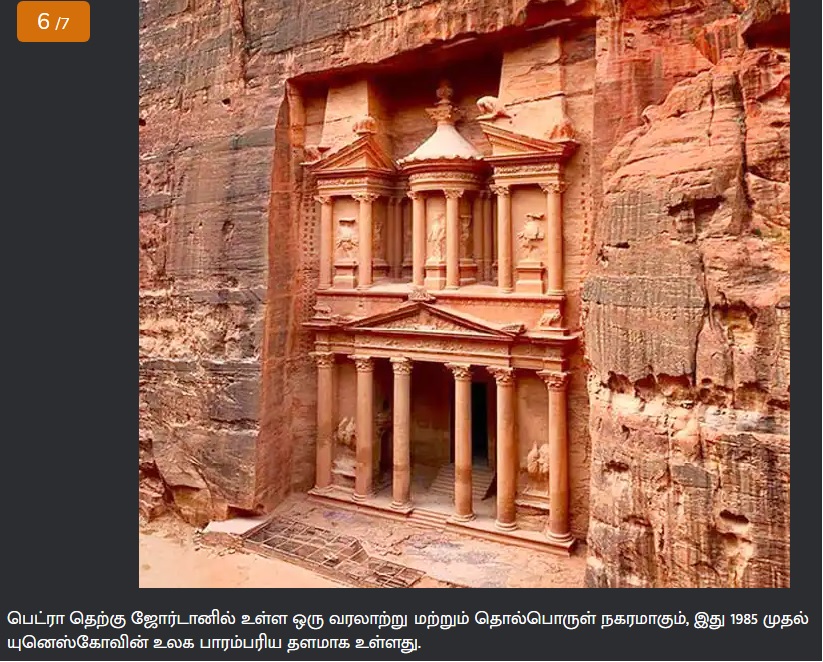 6 /7
பெட்ரா தெற்கு ஜோர்டானில் உள்ள ஒரு வரலாற்று மற்றும் தொல்பொருள் நகரமாகும், இது 1985 முதல்
யுனெஸ்கோவின் உலக பாரம்பரிய தளமாக உள்ளது.